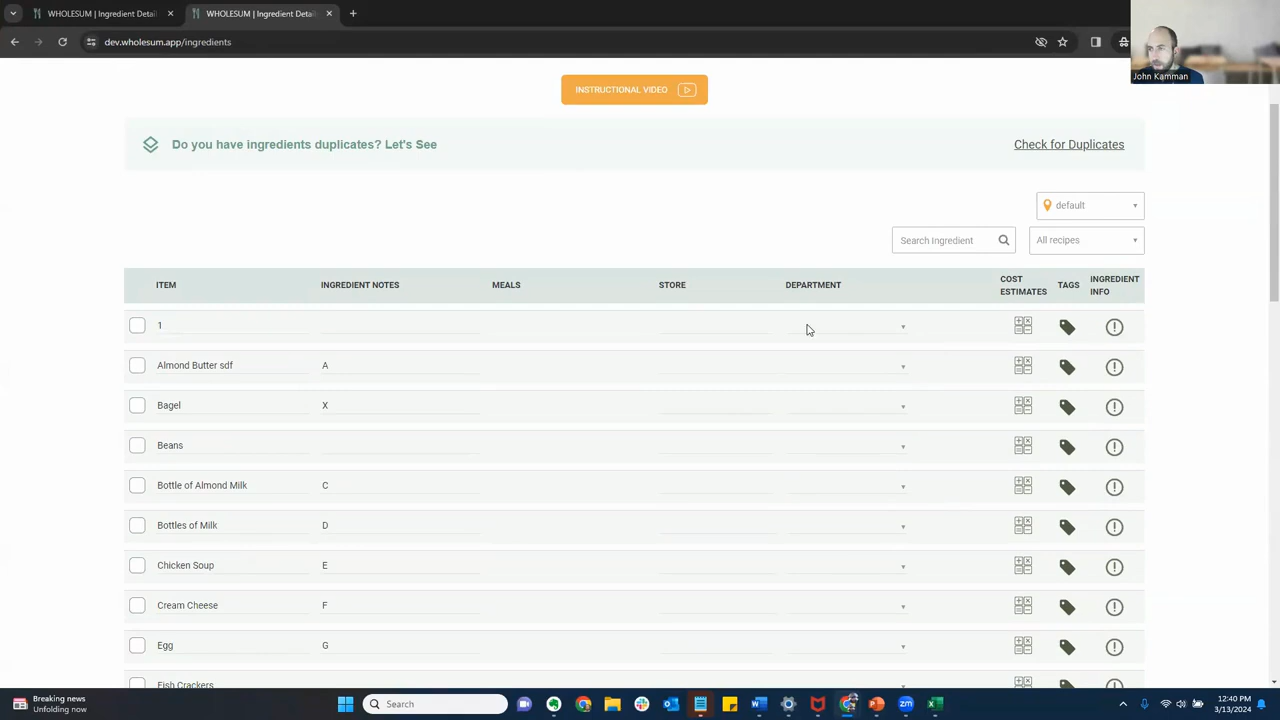 WHOLESUM | Ingredient Detai
WHOLESUM | Ingredient Detai
dev.wholesum.app/ingredients
John Kamman
INSTRUCTIONAL VIDEO
Do you have ingredients duplicates? Let's See
Check for Duplicates
default
Search Ingredient
All recipes
ITEM INGREDIENT NOTES MEALS STORE DEPARTMENT COST ESTIMATES TAGS INGREDIENT INFO
1
Almond Butter sdf A
Bagel X
Beans
Bottle of Almond Milk C
Bottles of Milk D
Chicken Soup E
Cream Cheese F
Egg G
Fish Crackers
Breaking news
Unfolding now
Search
12:40 PM
3/13/2024